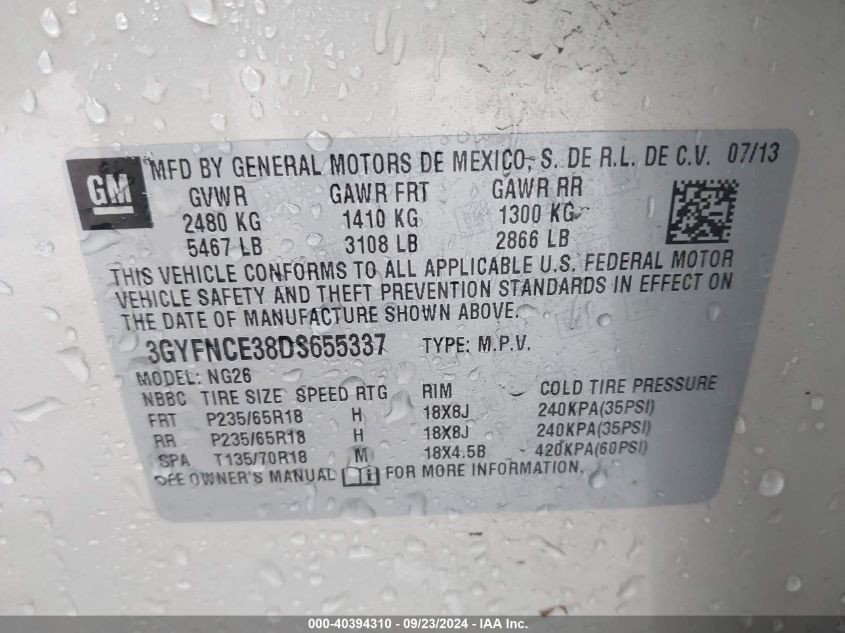 GM
MFD BY GENERAL MOTORS DE MEXICO, S. DE R.L. DE C.V. 07/13
GVWR GAWR FRT GAWR RR
2480 KG 1410 KG 1300 KG
5467 LB 3108 LB 2866 LB
THIS VEHICLE CONFORMS TO ALL APPLICABLE U.S. FEDERAL MOTOR
VEHICLE SAFETY AND THEFT PREVENTION STANDARDS IN EFFECT ON
THE DATE OF MANUFACTURE SHOWN ABOVE.
3GYFNCE38DS655337 TYPE: M.P.V.
MODEL: NG26
NBBC TIRE SIZE SPEED RTG RIM COLD TIRE PRESSURE
FRT P235/65R18 H 18X8J 240KPA(35PSI)
RR P235/65R18 H 18X8J 240KPA(35PSI)
SPA T135/70R18 M 18X4.5B 420KPA(60PSI)
SEE OWNER'S MANUAL FOR MORE INFORMATION.
000-40394310 - 09/23/2024 - IAA Inc.